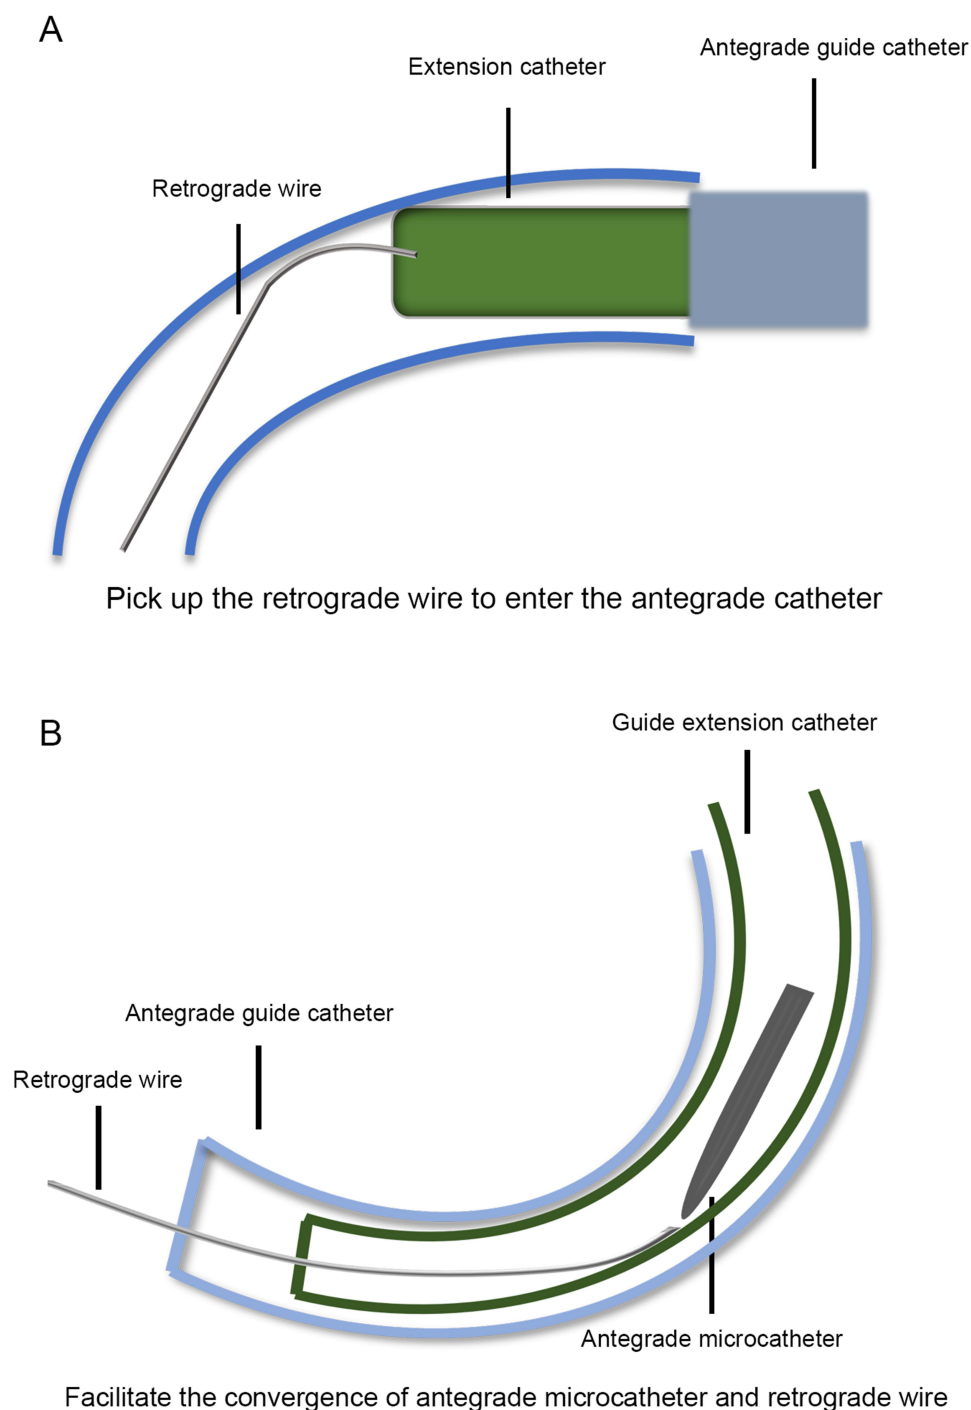 A
Antegrade guide catheter
Extension catheter
Retrograde wire
Pick up the retrograde wire to enter the antegrade catheter
B
Guide extension catheter
Antegrade guide catheter
Retrograde wire
Antegrade microcatheter
Facilitate the convergence of antegrade microcatheter and retrograde wire